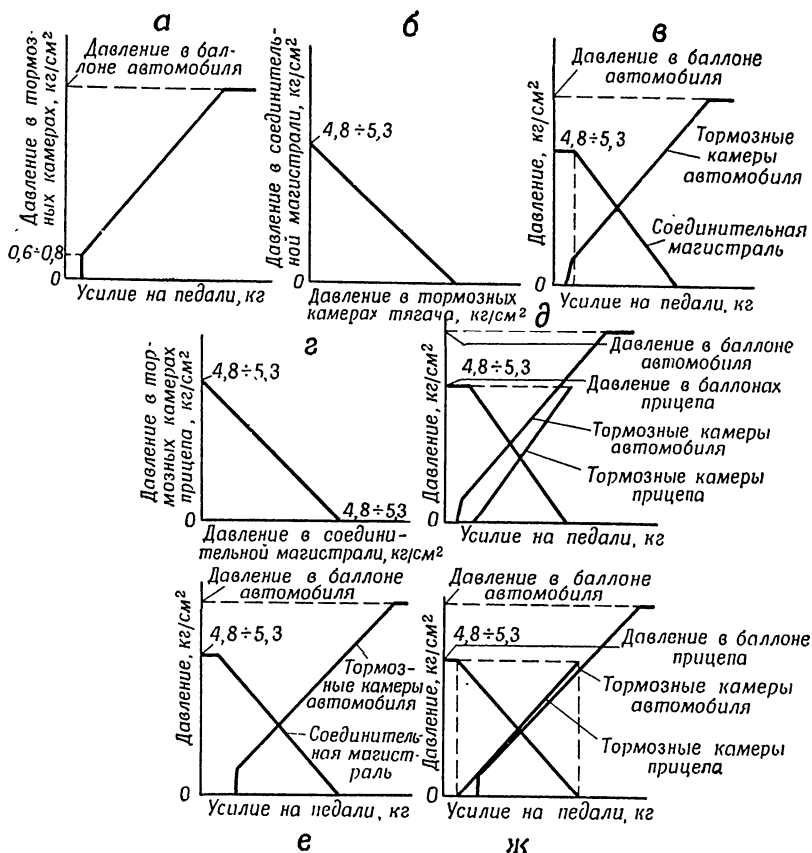 а
Давление в бал-
лоне автомобиля
Давление в тормоз-
ных камерах, кг/см²
0,6÷0,8
0
Усилие на педали, кг
б
Давление в соединитель-
ной магистрали, кг/см²
4,8÷5,3
0
Давление в тормозных
камерах тягача, кг/см²
в
Давление в баллоне
автомобиля
Давление, кг/см²
4,8÷5,3
Тормозные
камеры
автомобиля
Соединительная
магистраль
0
Усилие на педали, кг
г
Давление в тор-
мозных камерах
прицепа, кг/см²
4,8÷5,3
0
4,8÷5,3
Давление в соедини-
тельной магистрали, кг/см²
д
Давление в баллоне
автомобиля
Давление, кг/см²
4,8÷5,3
Давление в баллонах
прицепа
Тормозные камеры
автомобиля
Тормозные камеры
прицепа
0
Усилие на педали, кг
Давление в баллоне
автомобиля
Давление, кг/см²
4,8÷5,3
Тормоз-
ные камеры
автомобиля
Соединитель-
ная магист-
раль
0
Усилие на педали, кг
е
Давление в баллоне
автомобиля
Давление, кг/см²
4,8÷5,3
Давление в баллоне
прицепа
Тормозные камеры
автомобиля
Тормозные камеры
прицепа
0
Усилие на педали, кг
ж